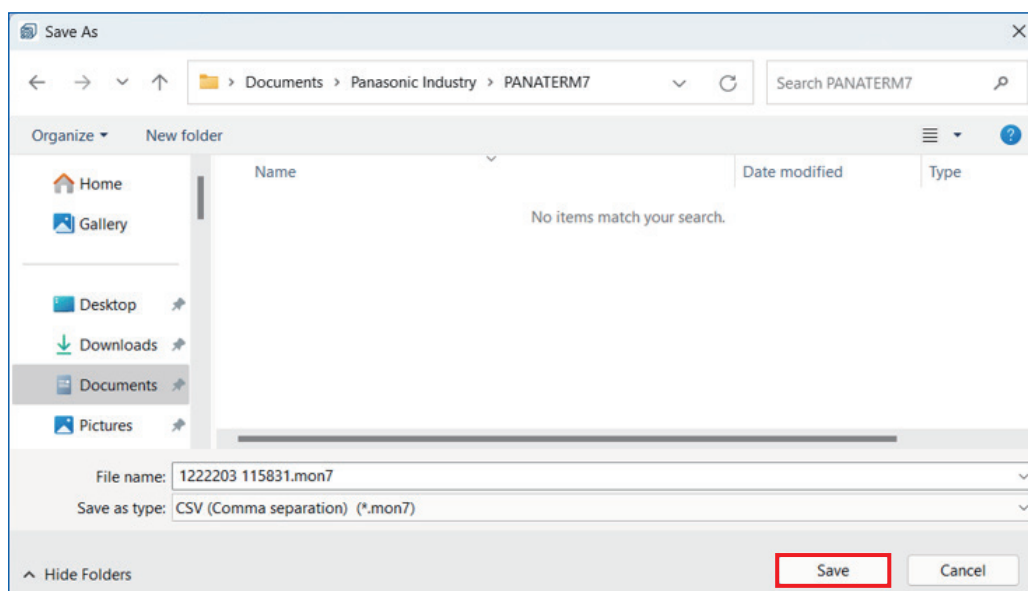 Save As
Documents > Panasonic Industry > PANATERM7
Search PANATERM7
Organize
New folder
Name
Date modified
Type
No items match your search.
Home
Gallery
Desktop
Downloads
Documents
Pictures
File name: 1222203 115831.mon7
Save as type: CSV (Comma separation) (*.mon7)
Hide Folders
Save
Cancel